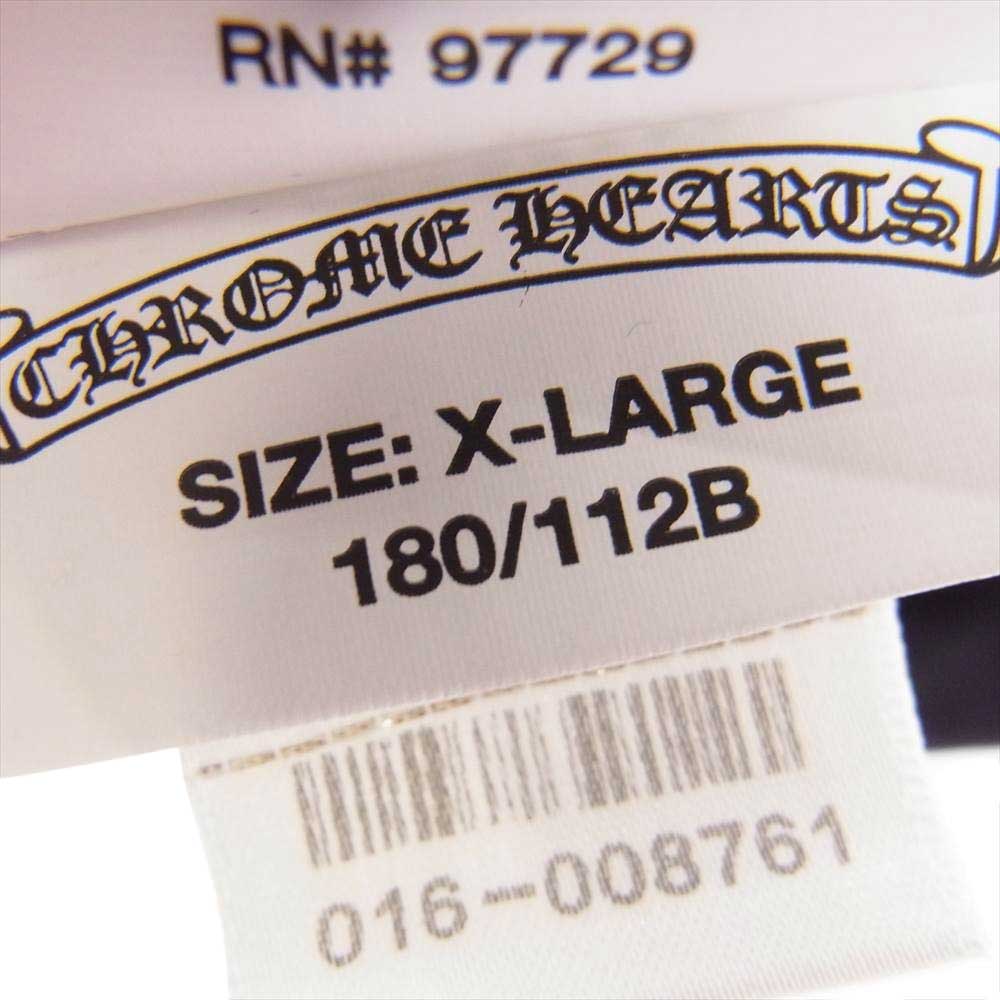 RN# 97729
CHROME HEARTS
SIZE: X-LARGE
180/112B
016-008761